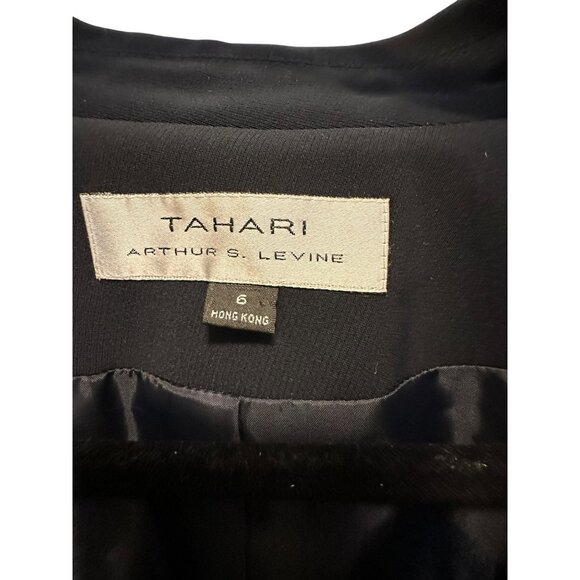 TAHARI
ARTHUR S. LEVINE
6
HONG KONG